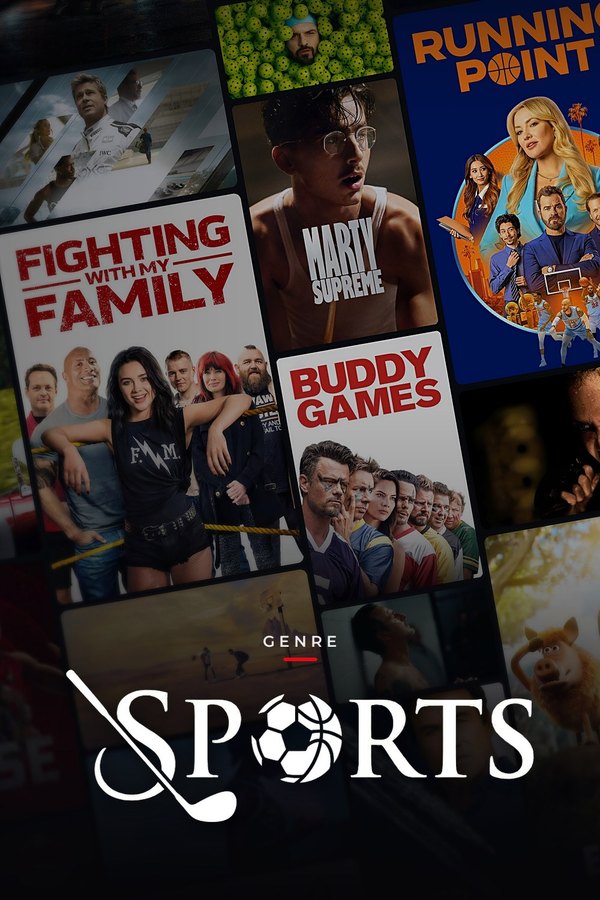 RUNNING
POINT
FIGHTING
WITH MY
FAMILY
MARTY
SUPREME
BUDDY
GAMES
F M
GENRE
SPORTS